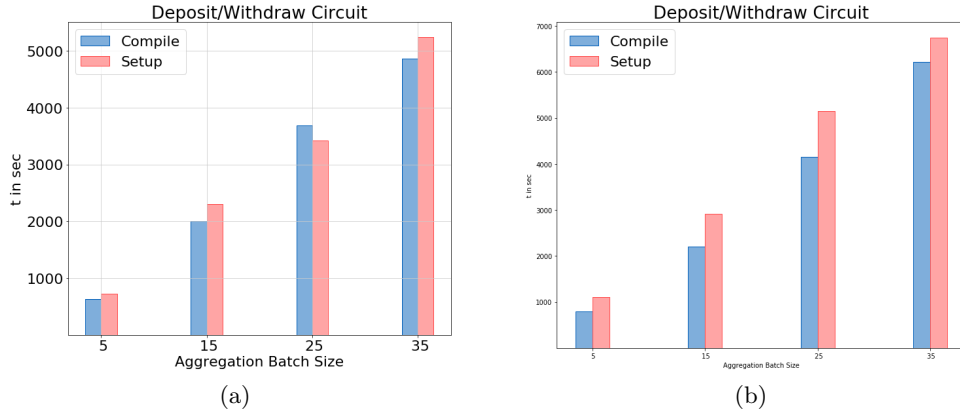 Deposit/Withdraw Circuit
Compile
Setup
5000
4000
3000
2000
1000
t in sec
5 15 25 35
Aggregation Batch Size
(a)
Deposit/Withdraw Circuit
Compile
Setup
7000
6000
5000
4000
3000
2000
1000
t in sec
5 15 25 35
Aggregation Batch Size
(b)